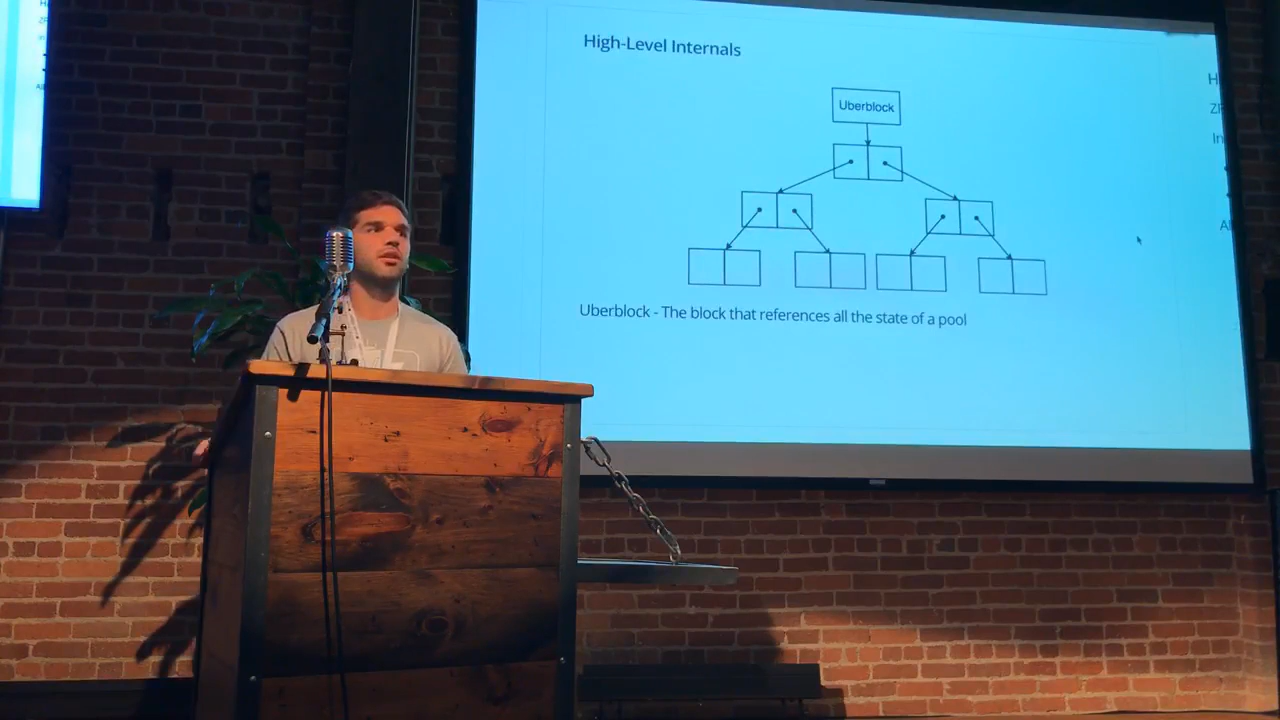 High-Level Internals
Uberblock
Uberblock - The block that references all the state of a pool